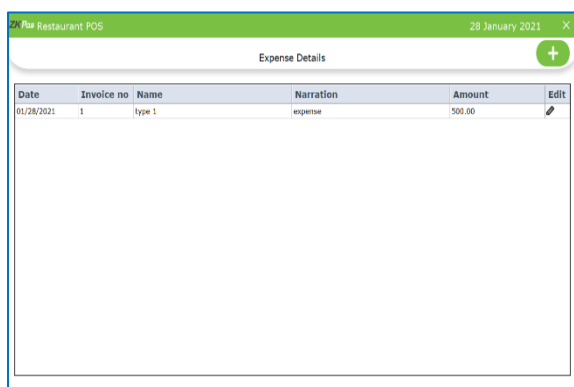 ZKPos Restaurant POS 28 January 2021 X
Expense Details +
Date Invoice no Name Narration Amount Edit
01/28/2021 1 type 1 expense 500.00